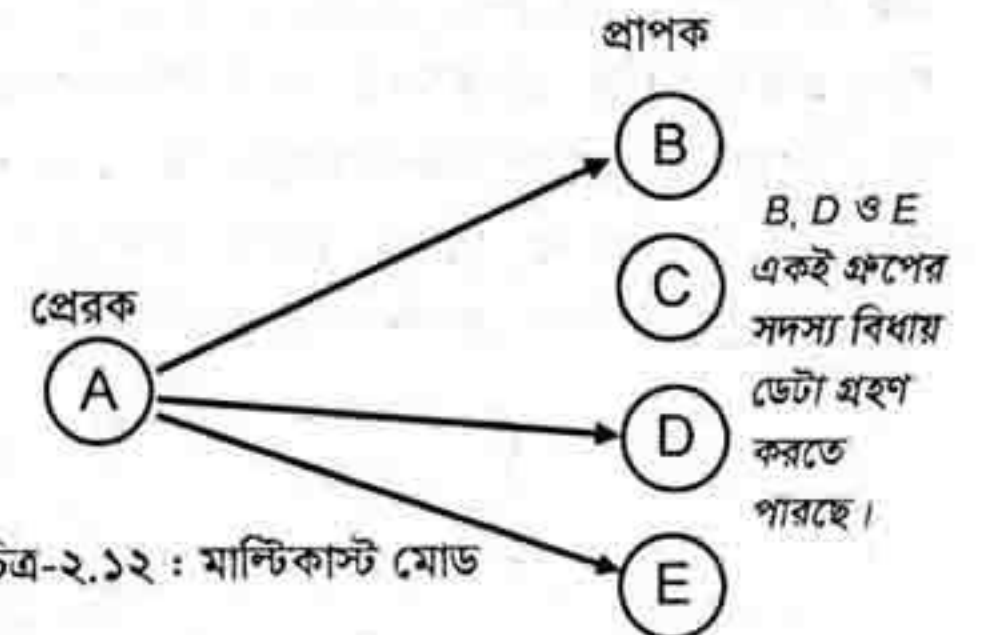 প্রাপক
B
B, D ও E
C
একই গ্রুপের
সদস্য বিধায়
প্রেরক
A
ডেটা গ্রহণ
D
করতে
পারছে।
চিত্র-২.১২ : মাল্টিকাস্ট মোড
E